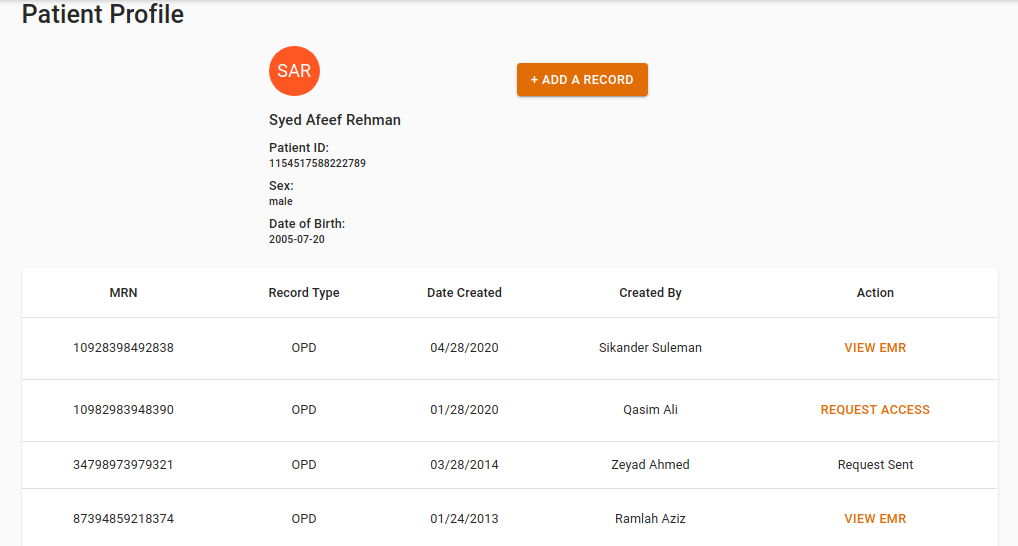 Patient Profile
SAR
+ ADD A RECORD
Syed Afeef Rehman
Patient ID:
1154517588222789
Sex:
male
Date of Birth:
2005-07-20
MRN Record Type Date Created Created By Action
10928398492838 OPD 04/28/2020 Sikander Suleman VIEW EMR
10982983948390 OPD 01/28/2020 Qasim Ali REQUEST ACCESS
34798973979321 OPD 03/28/2014 Zeyad Ahmed Request Sent
87394859218374 OPD 01/24/2013 Ramlah Aziz VIEW EMR